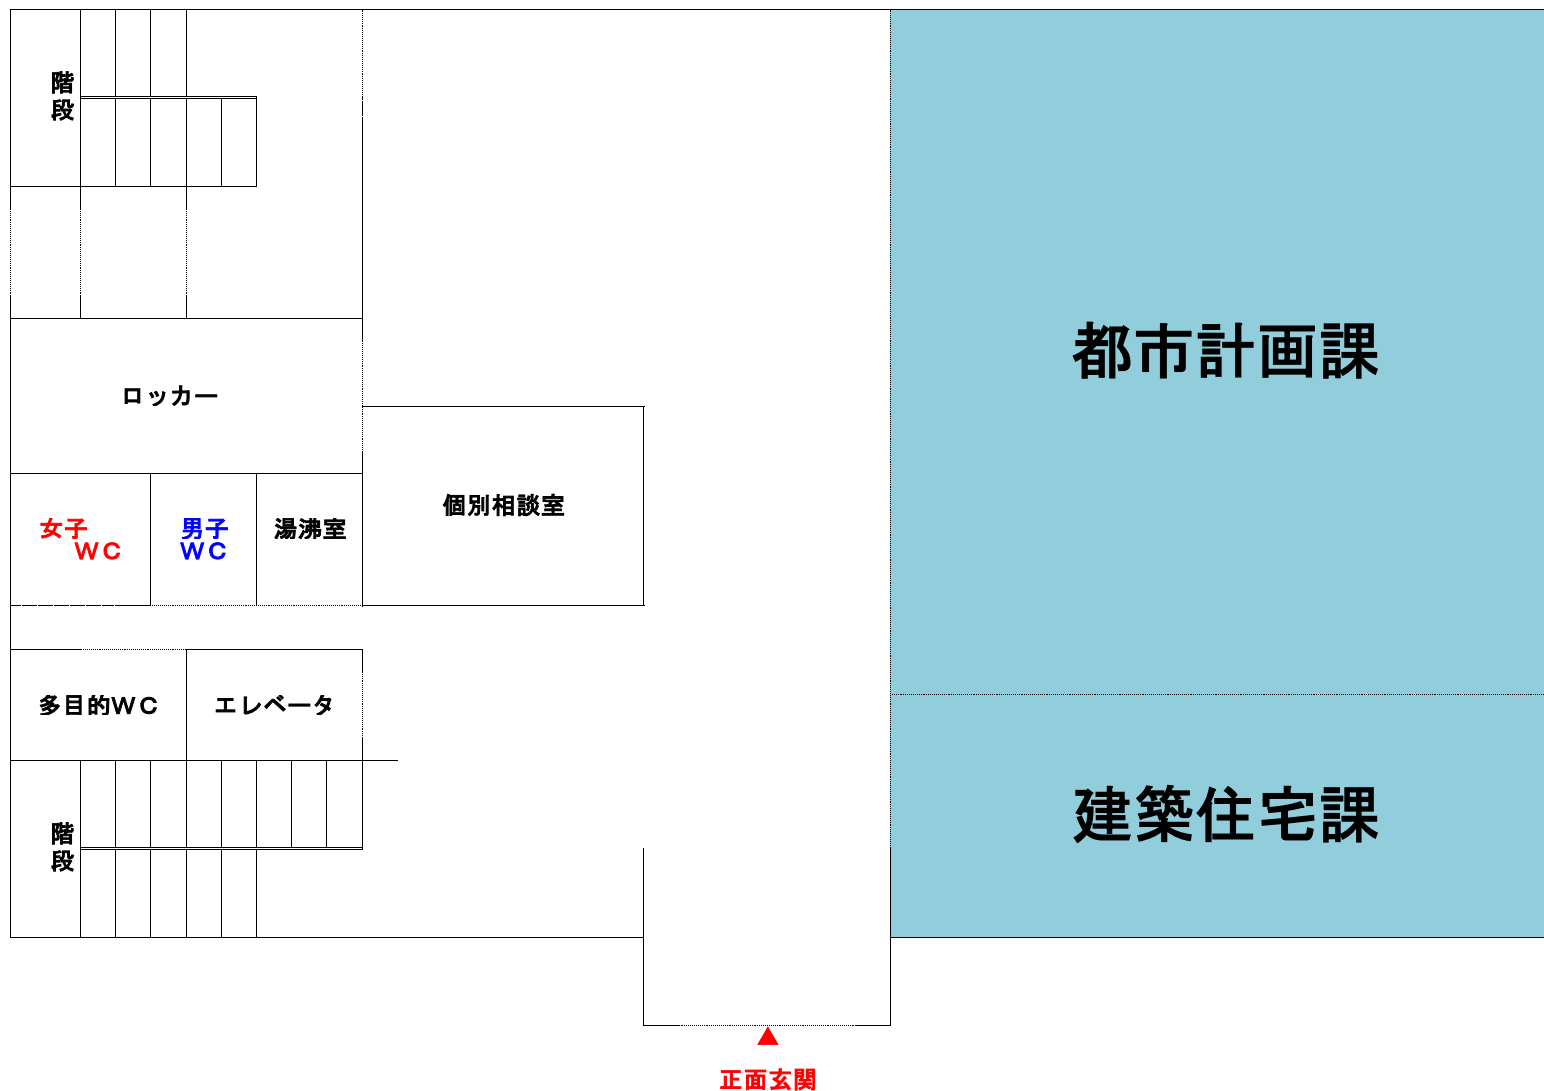 階
段
都市計画課
ロッカー
個別相談室
女子
ＷＣ
男子
ＷＣ
湯沸室
多目的ＷＣ
エレベータ
建築住宅課
階
段
正面玄関